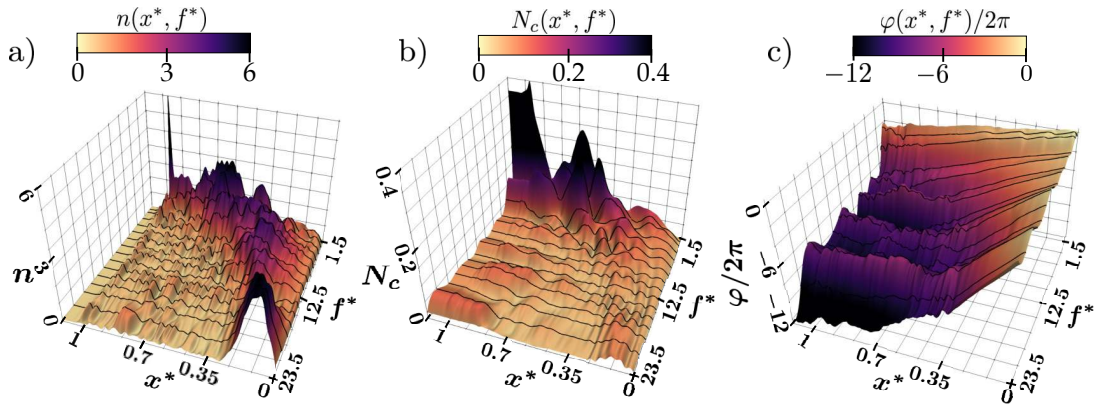 a)
n(x*, f*)
0 3 6
6
n 3
0
1 0.7 0.35 0
x*
1.5
12.5
23.5
f*
b)
N_c(x*, f*)
0 0.2 0.4
0.4
0.2
N_c
0
1 0.7 0.35 0
x*
1.5
12.5
23.5
f*
c)
φ(x*, f*)/2π
−12 −6 0
0
−6
−12
φ/2π
1 0.7 0.35 0
x*
1.5
12.5
23.5
f*